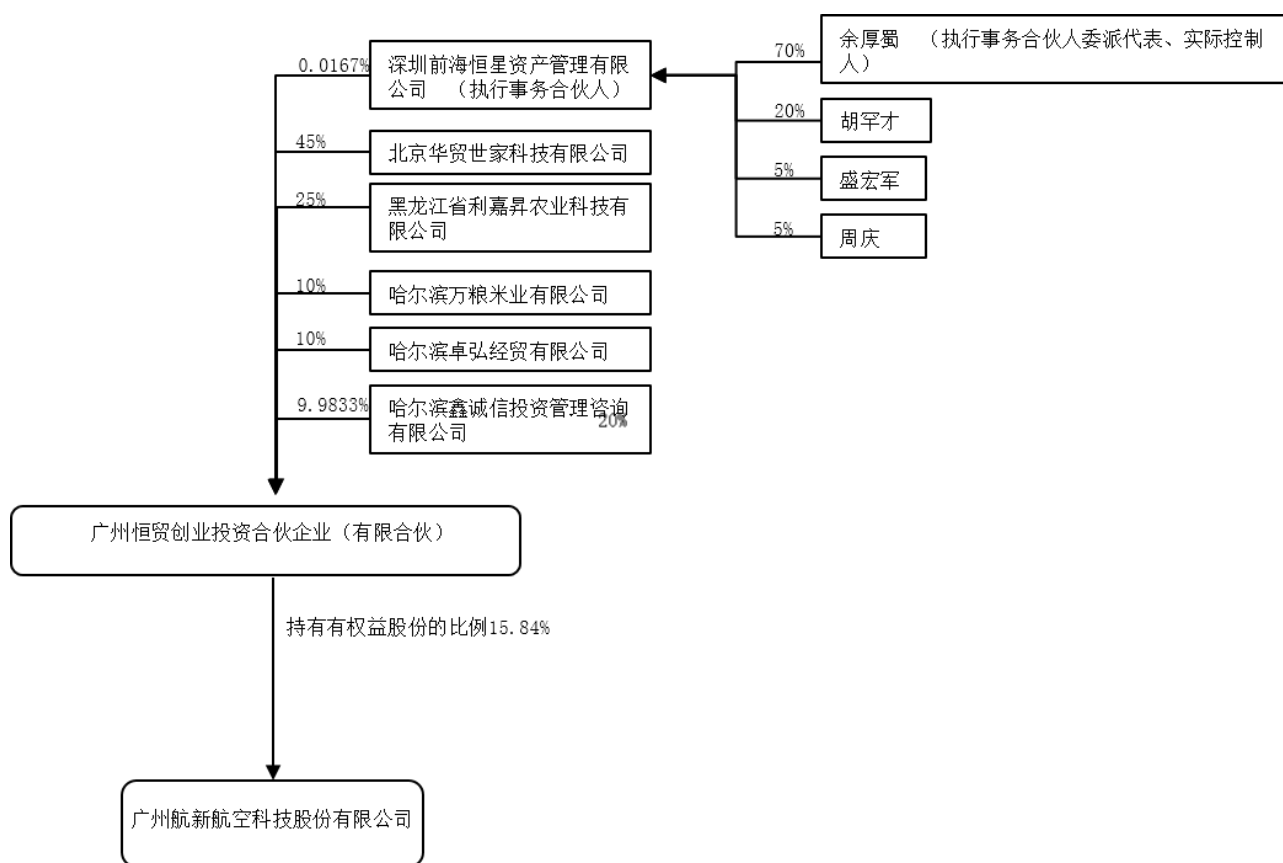 0.0167%
深圳前海恒星资产管理有限
公司 （执行事务合伙人）
70%
余厚蜀 （执行事务合伙人委派代表、实际控制
人）
20%
胡罕才
5%
盛宏军
5%
周庆
45%
北京华贸世家科技有限公司
25%
黑龙江省利嘉昇农业科技有
限公司
10%
哈尔滨万粮米业有限公司
10%
哈尔滨卓弘经贸有限公司
9.9833%
哈尔滨鑫诚信投资管理咨询
有限公司
20%
广州恒贸创业投资合伙企业（有限合伙）
持有有权益股份的比例15.84%
广州航新航空科技股份有限公司